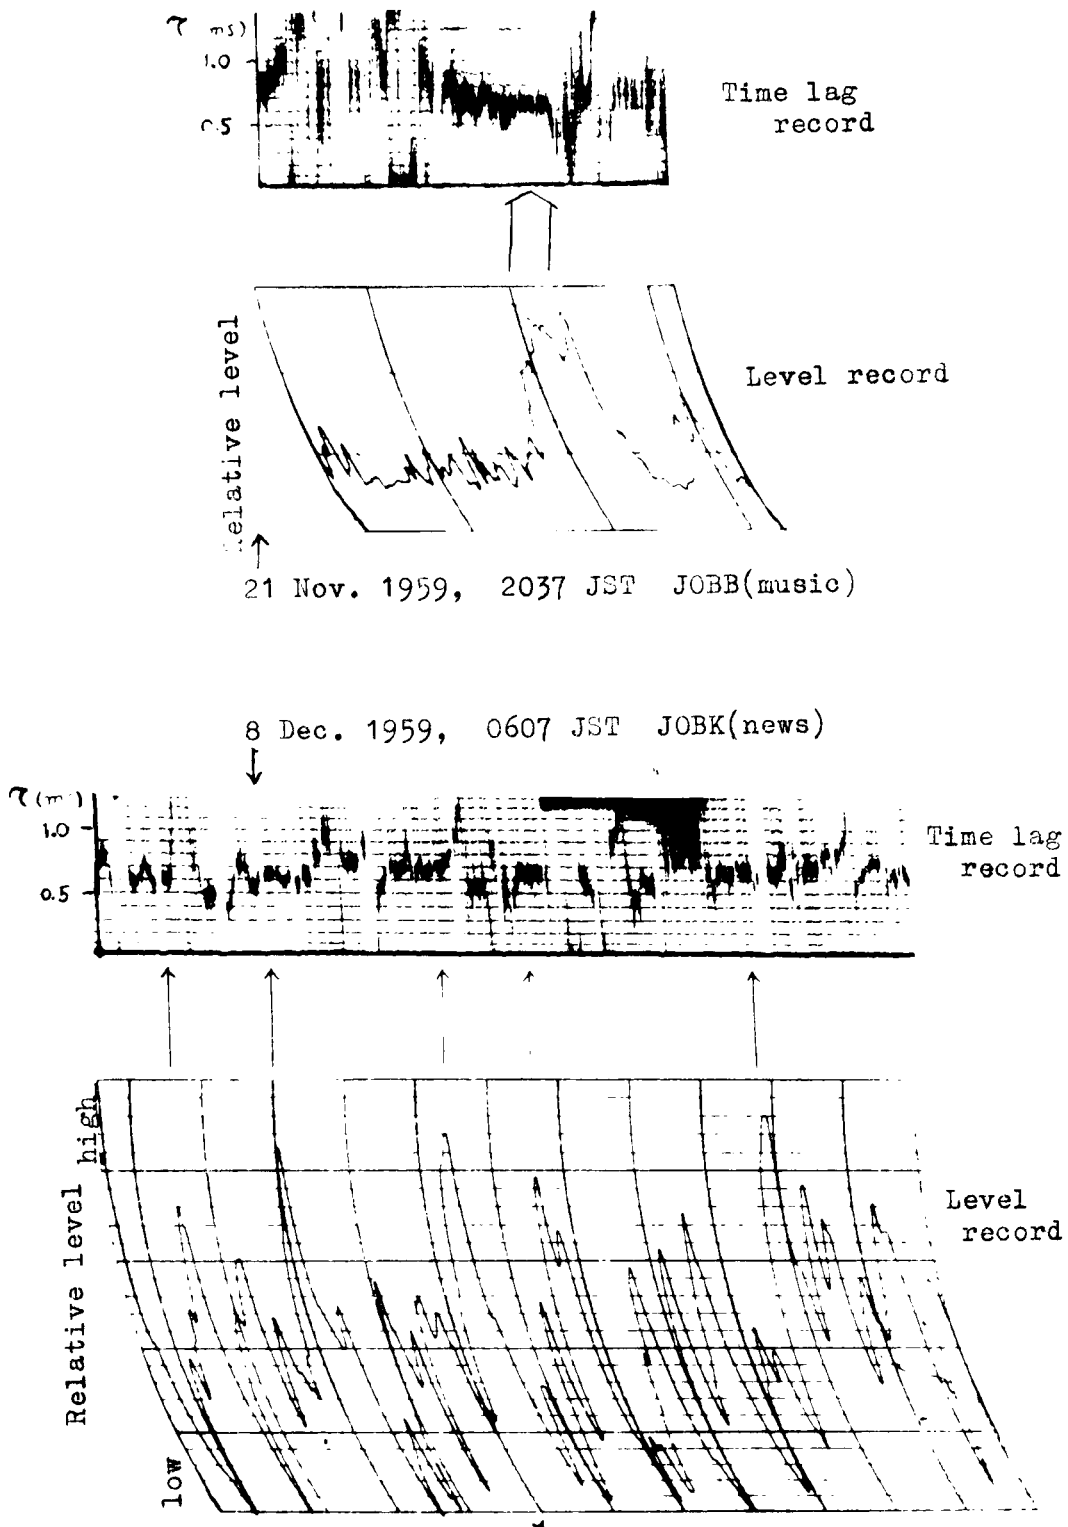 τ (ms)
1.0
0.5
Time lag
record
Relative level
Level record
21 Nov. 1959, 2037 JST JOBB(music)
8 Dec. 1959, 0607 JST JOBK(news)
τ(m
1.0
0.5
Time lag
record
Relative level
high
low
Level
record